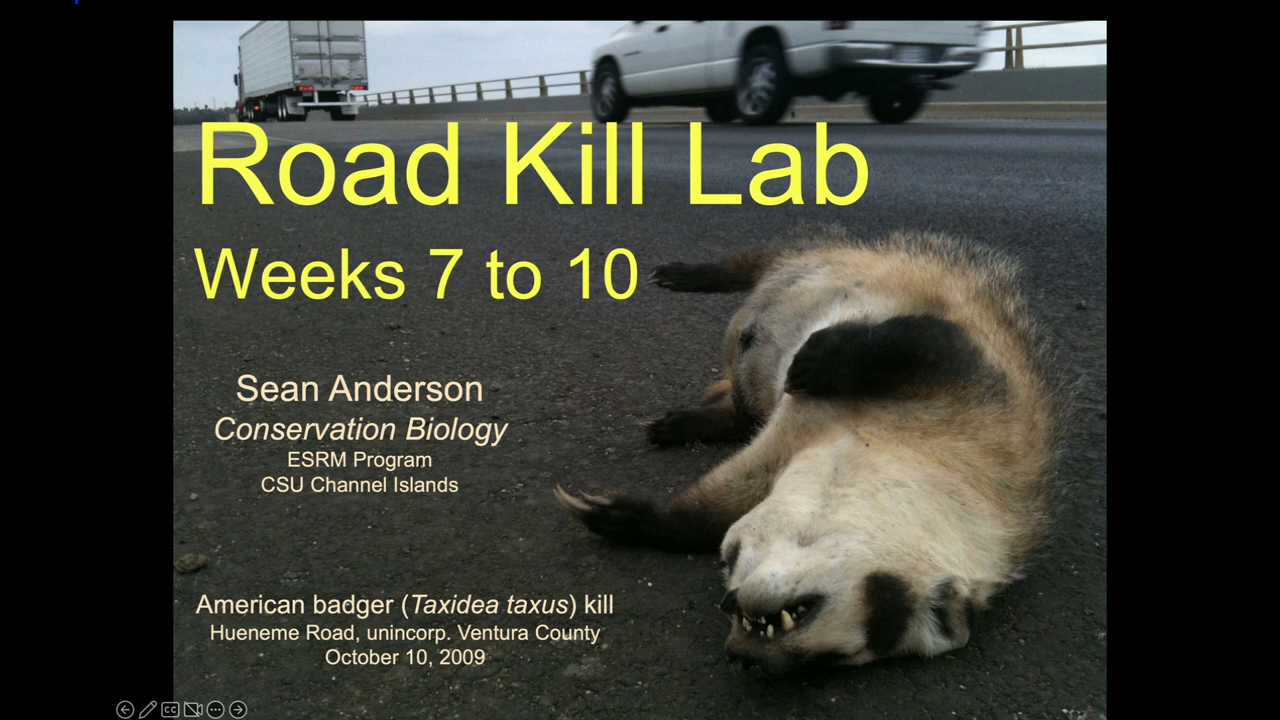 Road Kill Lab
Weeks 7 to 10
Sean Anderson
Conservation Biology
ESRM Program
CSU Channel Islands
American badger (Taxidea taxus) kill
Hueneme Road, unincorp. Ventura County
October 10, 2009
CC